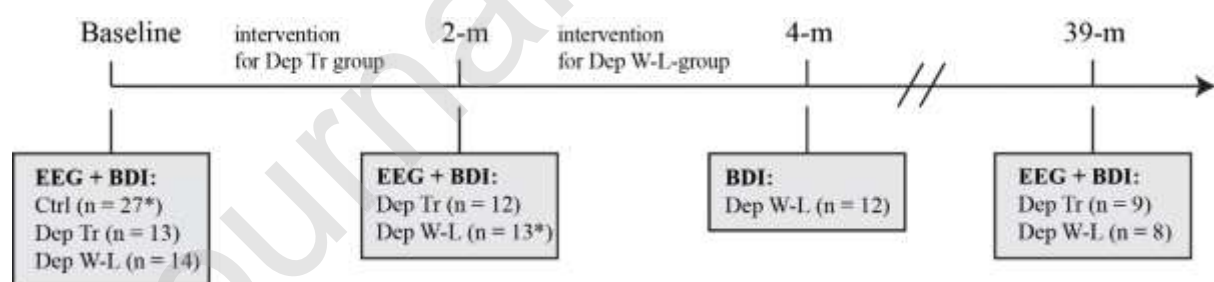 Baseline
intervention
for Dep Tr group
2-m
intervention
for Dep W-L-group
4-m
39-m
EEG + BDI:
Ctrl (n = 27*)
Dep Tr (n = 13)
Dep W-L (n = 14)
EEG + BDI:
Dep Tr (n = 12)
Dep W-L (n = 13*)
BDI:
Dep W-L (n = 12)
EEG + BDI:
Dep Tr (n = 9)
Dep W-L (n = 8)